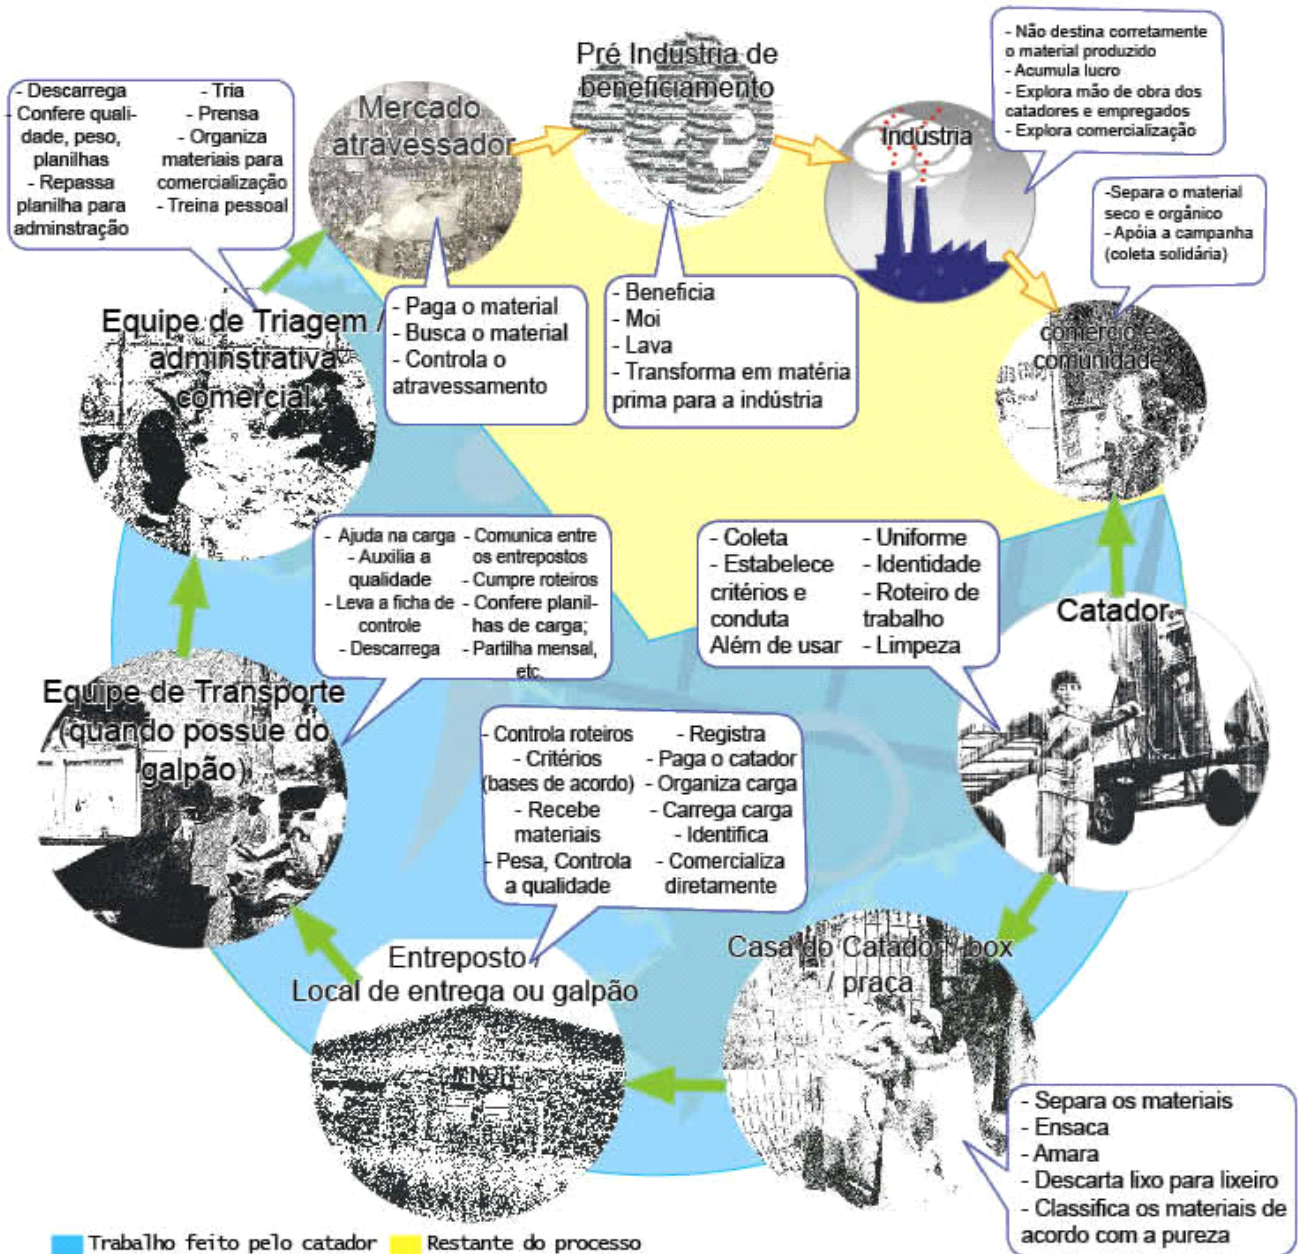 Pré Indústria de
beneficiamento
- Não destina corretamente
o material produzido
- Acumula lucro
- Explora mão de obra dos
catadores e empregados
- Explora comercialização
- Descarrega
- Confere quali-
dade, peso,
planilhas
- Repassa
planilha para
adminstração
- Tria
- Prensa
- Organiza
materiais para
comercialização
- Treina pessoal
Mercado
atravessador
Indústria
-Separa o material
seco e orgânico
- Apóia a campanha
(coleta solidária)
- Paga o material
- Busca o material
- Controla o
atravessamento
- Beneficia
- Moi
- Lava
- Transforma em matéria
prima para a indústria
Equipe de Triagem /
adminstrativa
comercial
comércio e
comunidade
- Ajuda na carga
- Auxilia a
qualidade
- Leva a ficha de
controle
- Descarrega
- Comunica entre
os entrepostos
- Cumpre roteiros
- Confere planil-
has de carga;
- Partilha mensal,
etc.
- Coleta
- Estabelece
critérios e
conduta
Além de usar
- Uniforme
- Identidade
- Roteiro de
trabalho
- Limpeza
Catador
Equipe de Transporte
(quando possue do
galpão)
- Controla roteiros
- Critérios
(bases de acordo)
- Recebe
materiais
- Pesa, Controla
a qualidade
- Registra
- Paga o catador
- Organiza carga
- Carrega carga
- Identifica
- Comercializa
diretamente
Entreposto /
Local de entrega ou galpão
Casa do Catador / box
/ praça
- Separa os materiais
- Ensaca
- Amara
- Descarta lixo para lixeiro
- Classifica os materiais de
acordo com a pureza
Trabalho feito pelo catador
Restante do processo